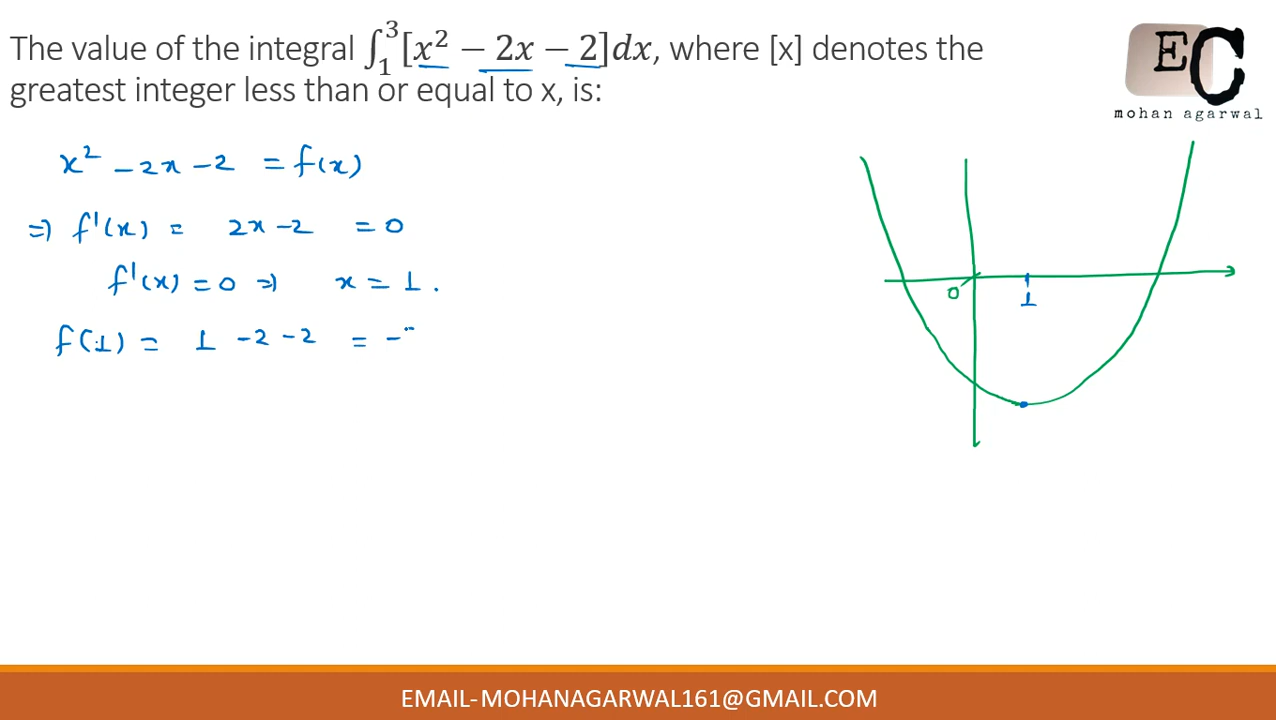 The value of the integral ∫₁³[x² − 2x − 2]dx, where [x] denotes the
greatest integer less than or equal to x, is:
EC
mohan agarwal
x² - 2x - 2 = f(x)
=) f'(x) = 2x - 2 = 0
f'(x) = 0 =) x = 1.
f(1) = 1 - 2 - 2 = -
0
1
EMAIL-MOHANAGARWAL161@GMAIL.COM